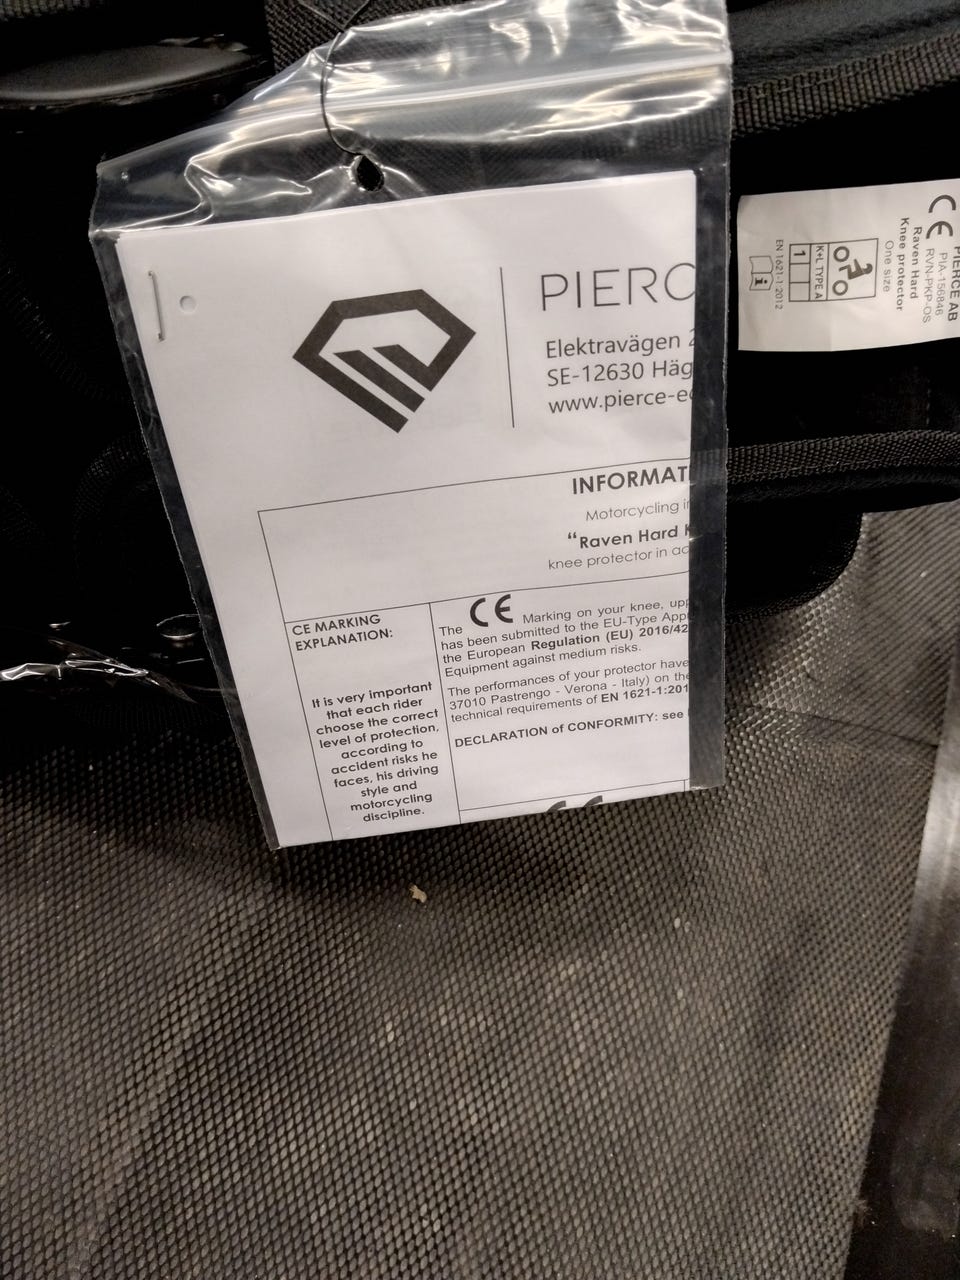 PIERC
Elektravägen 2
SE-12630 Häg
www.pierce-e
INFORMAT
Motorcycling i
“Raven Hard K
knee protector in ac
CE MARKING
EXPLANATION:
It is very important
that each rider
choose the correct
level of protection,
according to
accident risks he
faces, his driving
style and
motorcycling
discipline.
The CE Marking on your knee, upp
has been submitted to the EU-Type App
the European Regulation (EU) 2016/42
Equipment against medium risks.
The performances of your protector have
37010 Pastrengo - Verona - Italy) on the
technical requirements of EN 1621-1:201
DECLARATION of CONFORMITY: see
CE
PIERCE AB
CE PIA-156846
RVN-PKP-OS
Raven Hard
Knee protector
One size
K+L TYPE A
1
EN 1621-1:2012
i